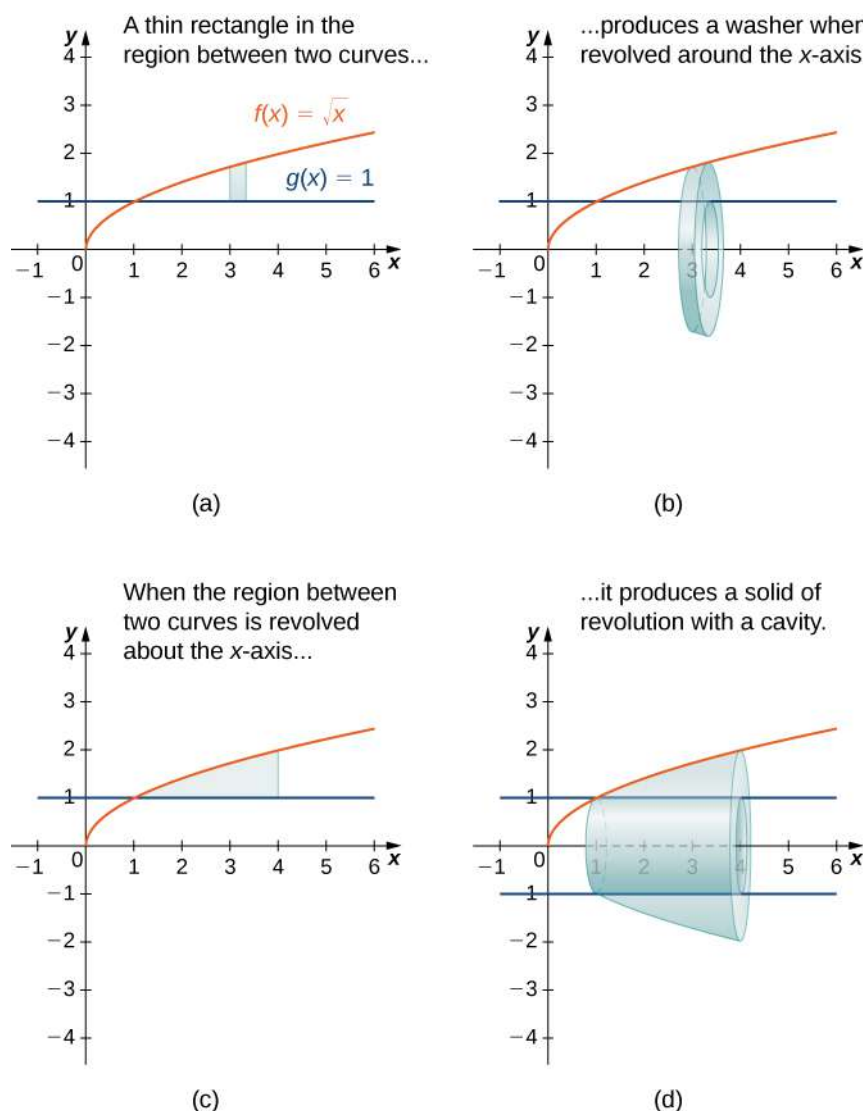 A thin rectangle in the
region between two curves...
y
4
3
f(x) = √x
2
g(x) = 1
1
−1 0 1 2 3 4 5 6 x
−1
−2
−3
−4
(a)
...produces a washer when
revolved around the x-axis
y
4
3
2
1
−1 0 1 2 3 4 5 6 x
−1
−2
−3
−4
(b)
When the region between
two curves is revolved
about the x-axis...
y
4
3
2
1
−1 0 1 2 3 4 5 6 x
−1
−2
−3
−4
(c)
...it produces a solid of
revolution with a cavity.
y
4
3
2
1
−1 0 1 2 3 4 5 6 x
−1
−2
−3
−4
(d)